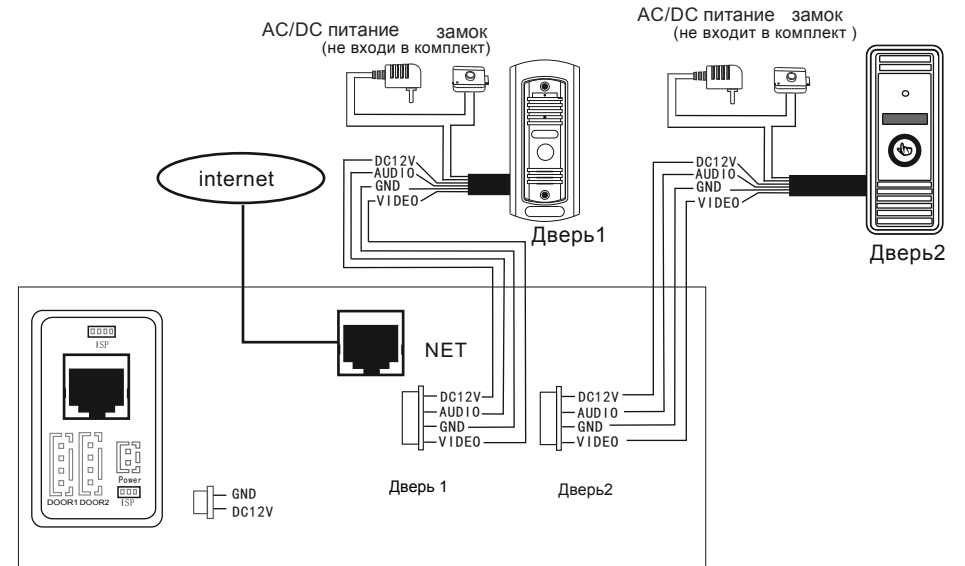 AC/DC питание замок
(не входи в комплект)
AC/DC питание замок
(не входит в комплект )
DC12V
AUDIO
GND
VIDEO
Дверь1
DC12V
AUDIO
GND
VIDEO
Дверь2
internet
ISP
NET
DC12V
AUDIO
GND
VIDEO
Дверь 1
DC12V
AUDIO
GND
VIDEO
Дверь2
Power
DOOR1 DOOR2 ISP
GND
DC12V